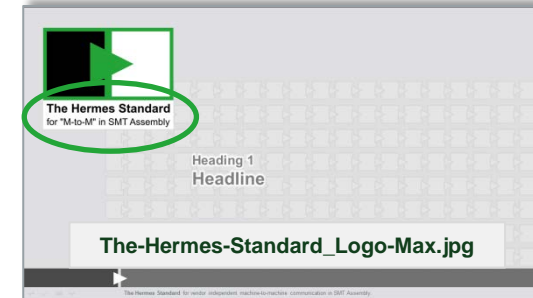 The Hermes Standard
for "M-to-M" in SMT Assembly
Heading 1
Headline
The-Hermes-Standard_Logo-Max.jpg
The Hermes Standard for vendor independent machine-to-machine communication in SMT Assembly